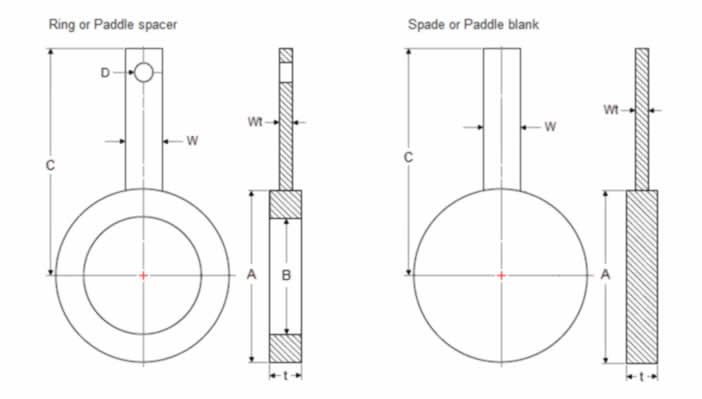 Ring or Paddle spacer
Spade or Paddle blank
D
Wt
W
C
A
B
t
Wt
W
C
A
t